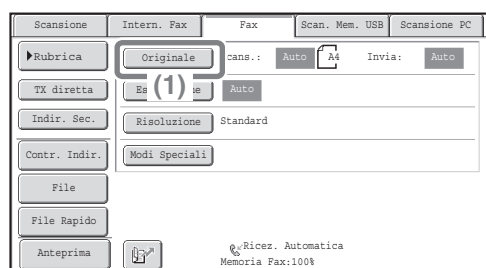 Scansione Intern. Fax Fax Scan. Mem. USB Scansione PC
Rubrica Originale cans.: Auto A4 Invia: Auto
TX diretta Es e Auto
(1)
Indir. Sec. Risoluzione Standard
Contr. Indir. Modi Speciali
File
File Rapido
Ricez. Automatica
Anteprima
Memoria Fax:100%